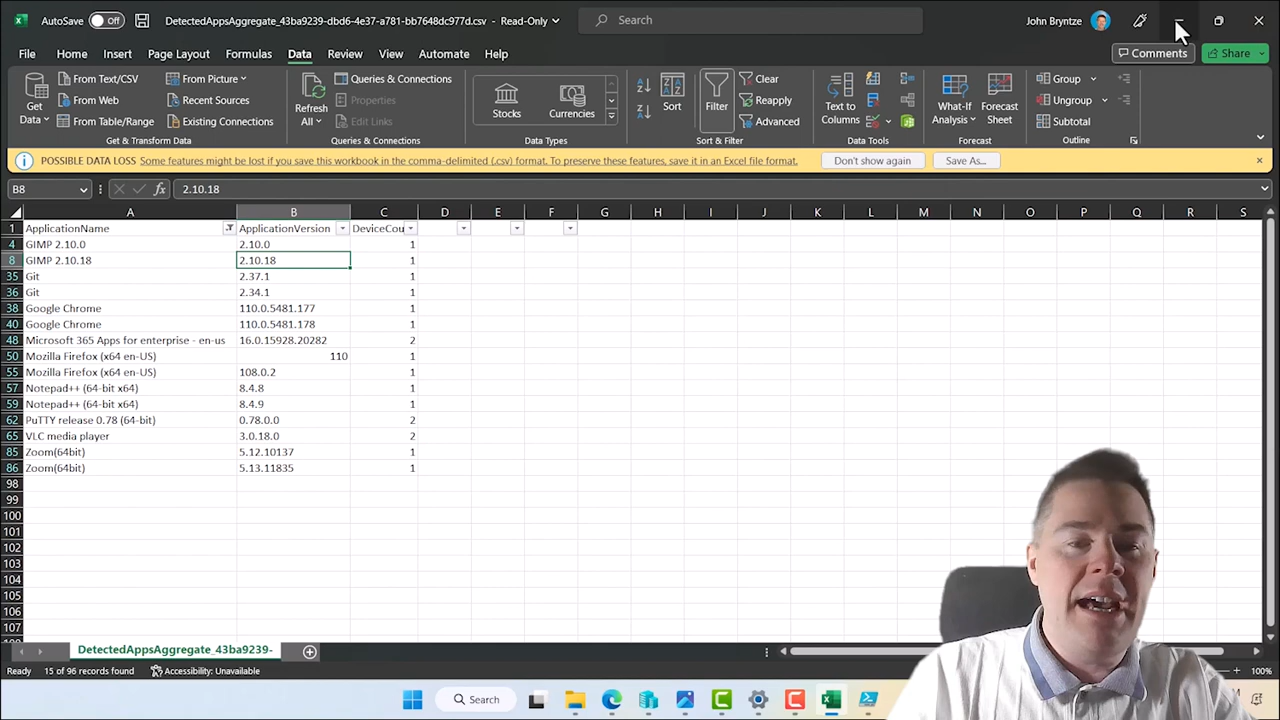 AutoSave Off DetectedAppsAggregate_43ba9239-dbd6-4e37-a781-bb7648dc977d.csv - Read-Only Search John Bryntze
File Home Insert Page Layout Formulas Data Review View Automate Help Comments Share
Get Data
From Text/CSV
From Web
From Table/Range
From Picture
Recent Sources
Existing Connections
Get & Transform Data
Refresh All
Queries & Connections
Properties
Edit Links
Queries & Connections
Stocks
Currencies
Data Types
Sort
Filter
Clear
Reapply
Advanced
Sort & Filter
Text to Columns
Data Tools
What-If Analysis
Forecast Sheet
Forecast
Group
Ungroup
Subtotal
Outline
POSSIBLE DATA LOSS Some features might be lost if you save this workbook in the comma-delimited (.csv) format. To preserve these features, save it in an Excel file format. Don't show again Save As...
B8 fx 2.10.18
A B C D E F G H I J K L M N O P Q R S
1 ApplicationName ApplicationVersion DeviceCou
4 GIMP 2.10.0 2.10.0 1
8 GIMP 2.10.18 2.10.18 1
35 Git 2.37.1 1
36 Git 2.34.1 1
38 Google Chrome 110.0.5481.177 1
40 Google Chrome 110.0.5481.178 1
48 Microsoft 365 Apps for enterprise - en-us 16.0.15928.20282 2
50 Mozilla Firefox (x64 en-US) 110 1
55 Mozilla Firefox (x64 en-US) 108.0.2 1
57 Notepad++ (64-bit x64) 8.4.8 1
59 Notepad++ (64-bit x64) 8.4.9 1
62 PuTTY release 0.78 (64-bit) 0.78.0.0 2
65 VLC media player 3.0.18.0 2
85 Zoom(64bit) 5.12.10137 1
86 Zoom(64bit) 5.13.11835 1
98
99
100
101
102
103
104
105
106
107
DetectedAppsAggregate_43ba9239-
Ready 15 of 96 records found Accessibility: Unavailable 100%
Search